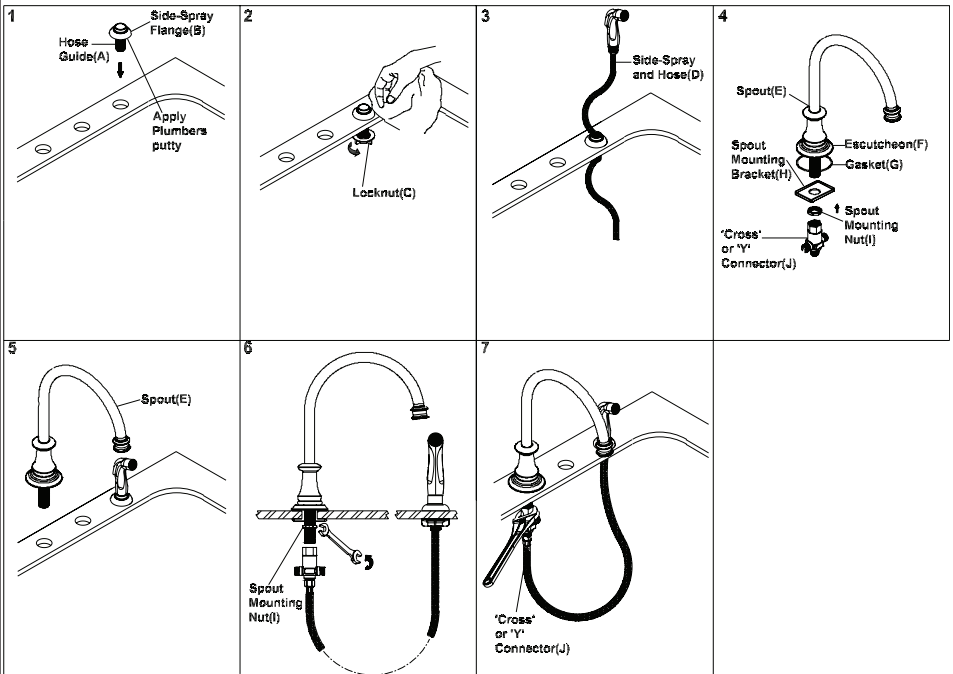 1
Side-Spray
Flange(B)
Hose
Guide(A)
Apply
Plumbers
putty
2
Locknut(C)
3
Side-Spray
and Hose(D)
4
Spout(E)
Escutcheon(F)
Spout
Mounting
Bracket(H)
Gasket(G)
Spout
Mounting
Nut(I)
'Cross'
or 'Y'
Connector(J)
5
Spout(E)
6
Spout
Mounting
Nut(I)
7
'Cross'
or 'Y'
Connector(J)